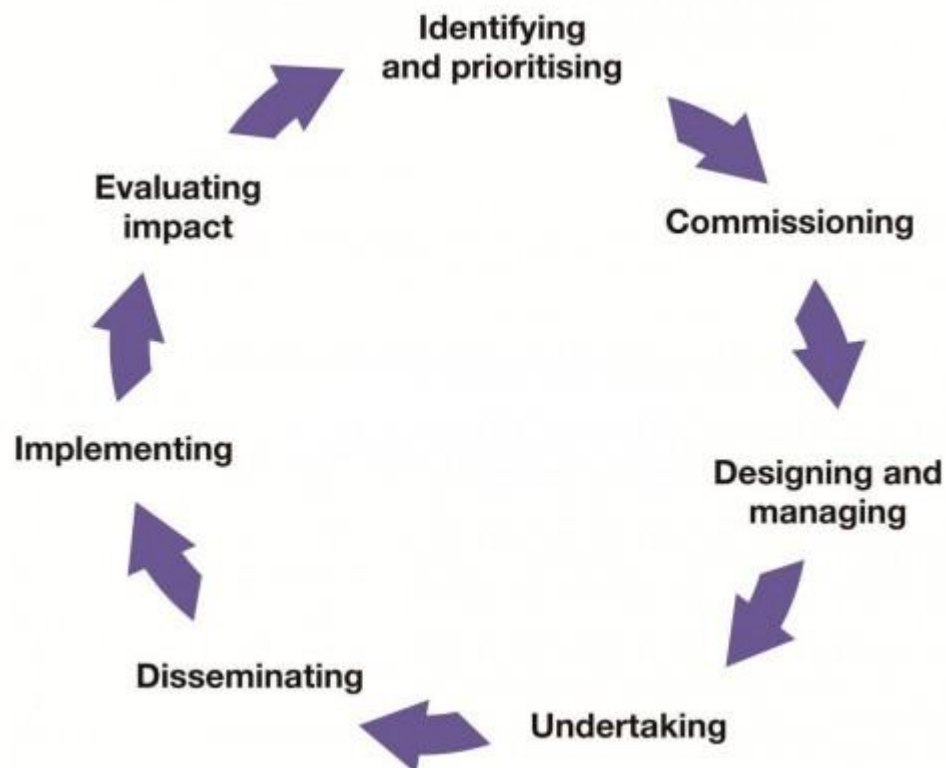 Identifying
and prioritising
Commissioning
Designing and
managing
Undertaking
Disseminating
Implementing
Evaluating
impact